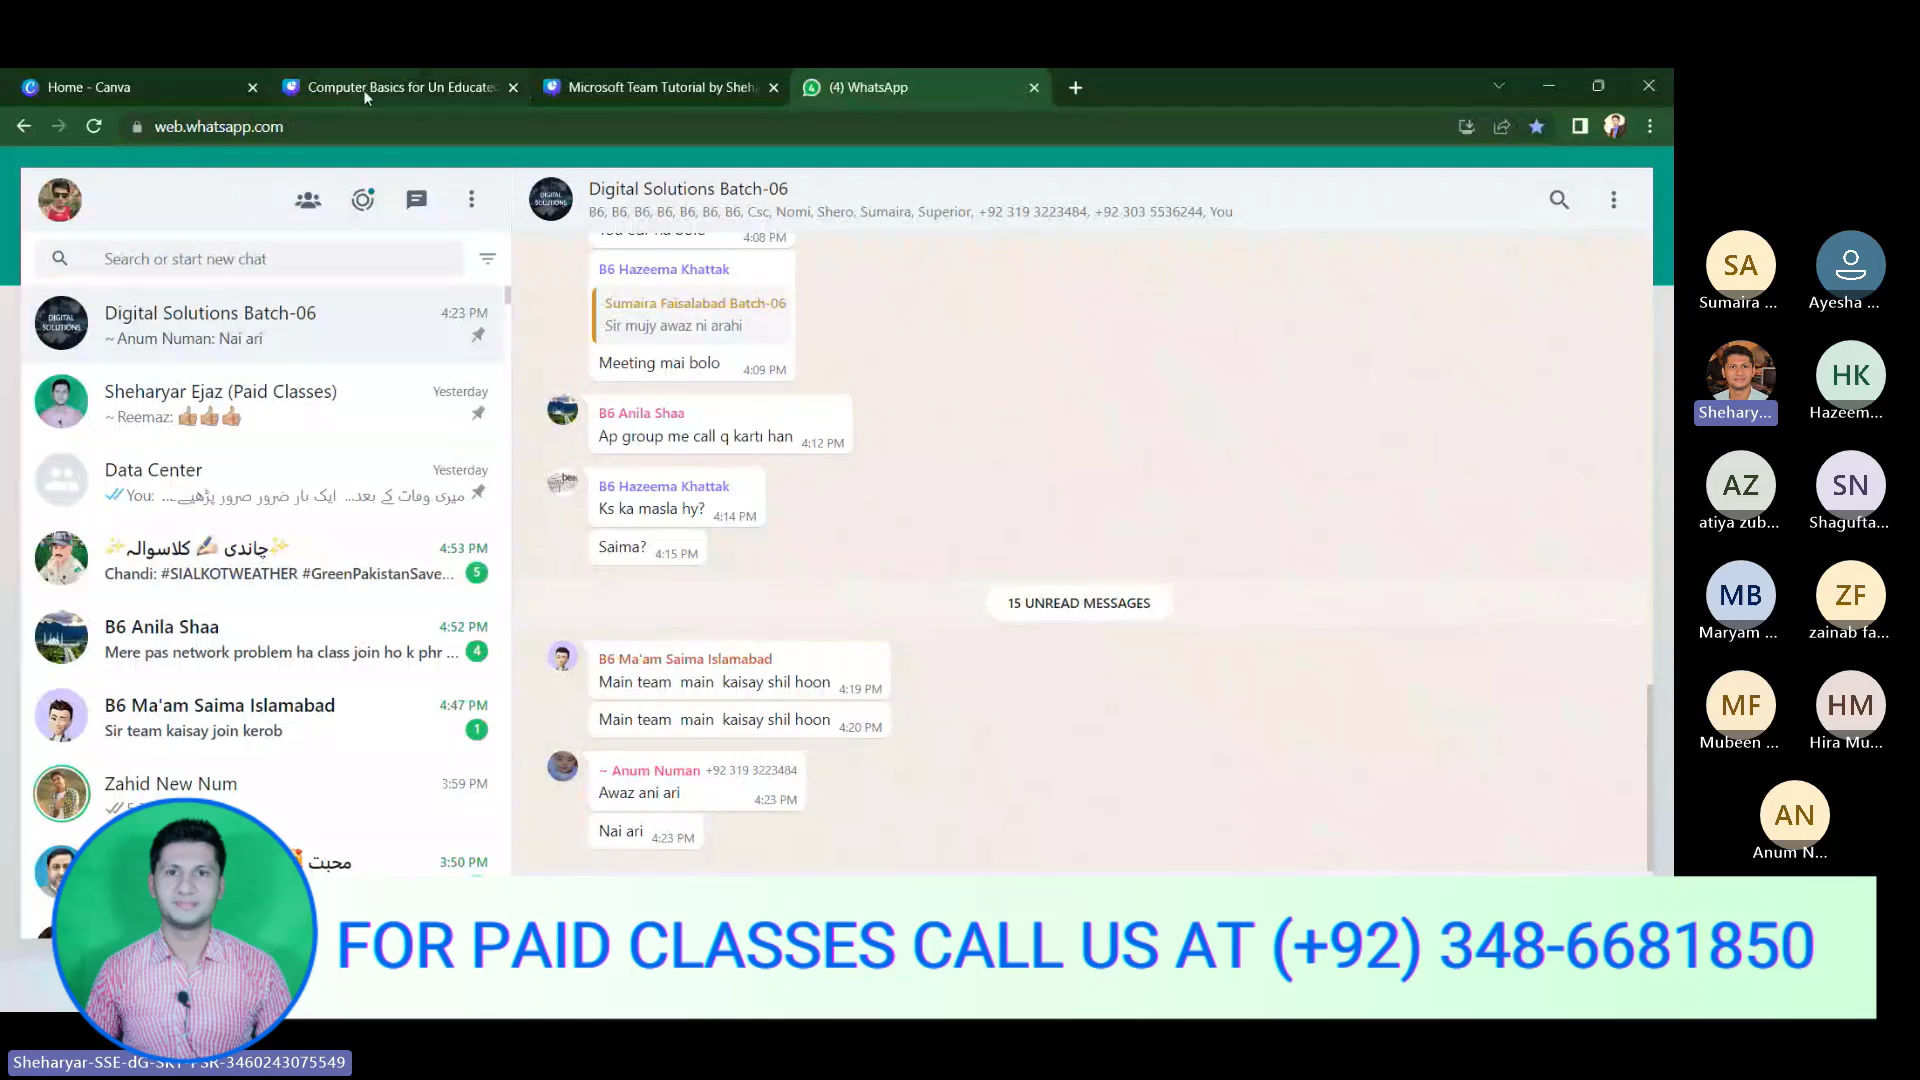 Home - Canva
Computer Basics for Un Educate
Microsoft Team Tutorial by Sheh
(4) WhatsApp
web.whatsapp.com
Digital Solutions Batch-06
B6, B6, B6, B6, B6, B6, B6, Csc, Nomi, Shero, Sumaira, Superior, +92 319 3223484, +92 303 5536244, You
Search or start new chat
Digital Solutions Batch-06
4:23 PM
~ Anum Numan: Nai ari
Sheharyar Ejaz (Paid Classes)
Yesterday
~ Reemaz: 👍🏼👍🏼👍🏼
Data Center
Yesterday
You: میری وفات کے بعد... ایک بار ضرور صرور پڑھیے....
✨چاندی ✍🏼 کلاسوالہ✨
4:53 PM
Chandi: #SIALKOTWEATHER #GreenPakistanSave...
5
B6 Anila Shaa
4:52 PM
Mere pas network problem ha class join ho k phr ...
4
B6 Ma'am Saima Islamabad
4:47 PM
Sir team kaisay join kerob
1
Zahid New Num
3:59 PM
محبت
3:50 PM
4:08 PM
B6 Hazeema Khattak
Sumaira Faisalabad Batch-06
Sir mujy awaz ni arahi
Meeting mai bolo
4:09 PM
B6 Anila Shaa
Ap group me call q karti han
4:12 PM
B6 Hazeema Khattak
Ks ka masla hy?
4:14 PM
Saima?
4:15 PM
15 UNREAD MESSAGES
B6 Ma'am Saima Islamabad
Main team main kaisay shil hoon
4:19 PM
Main team main kaisay shil hoon
4:20 PM
~ Anum Numan +92 319 3223484
Awaz ani ari
4:23 PM
Nai ari
4:23 PM
SA
Sumaira ...
Ayesha ...
Shehary...
HK
Hazeem...
AZ
atiya zub...
SN
Shagufta...
MB
Maryam ...
ZF
zainab fa...
MF
Mubeen ...
HM
Hira Mu...
AN
Anum N...
FOR PAID CLASSES CALL US AT (+92) 348-6681850